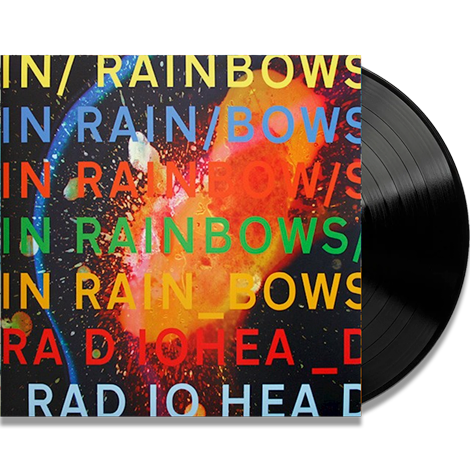 IN/ RAINBOWS
IN RAIN/BOWS
IN RAINBOW/S
IN RAINBOWS/
IN RAIN_BOWS
RA D IOHEA_D
RAD IO HEA D